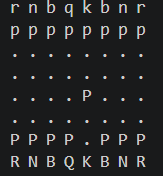 r n b q k b n r
p p p p p p p p
. . . . . . . .
. . . . . . . .
. . . . P . . .
. . . . . . . .
P P P P . P P P
R N B Q K B N R